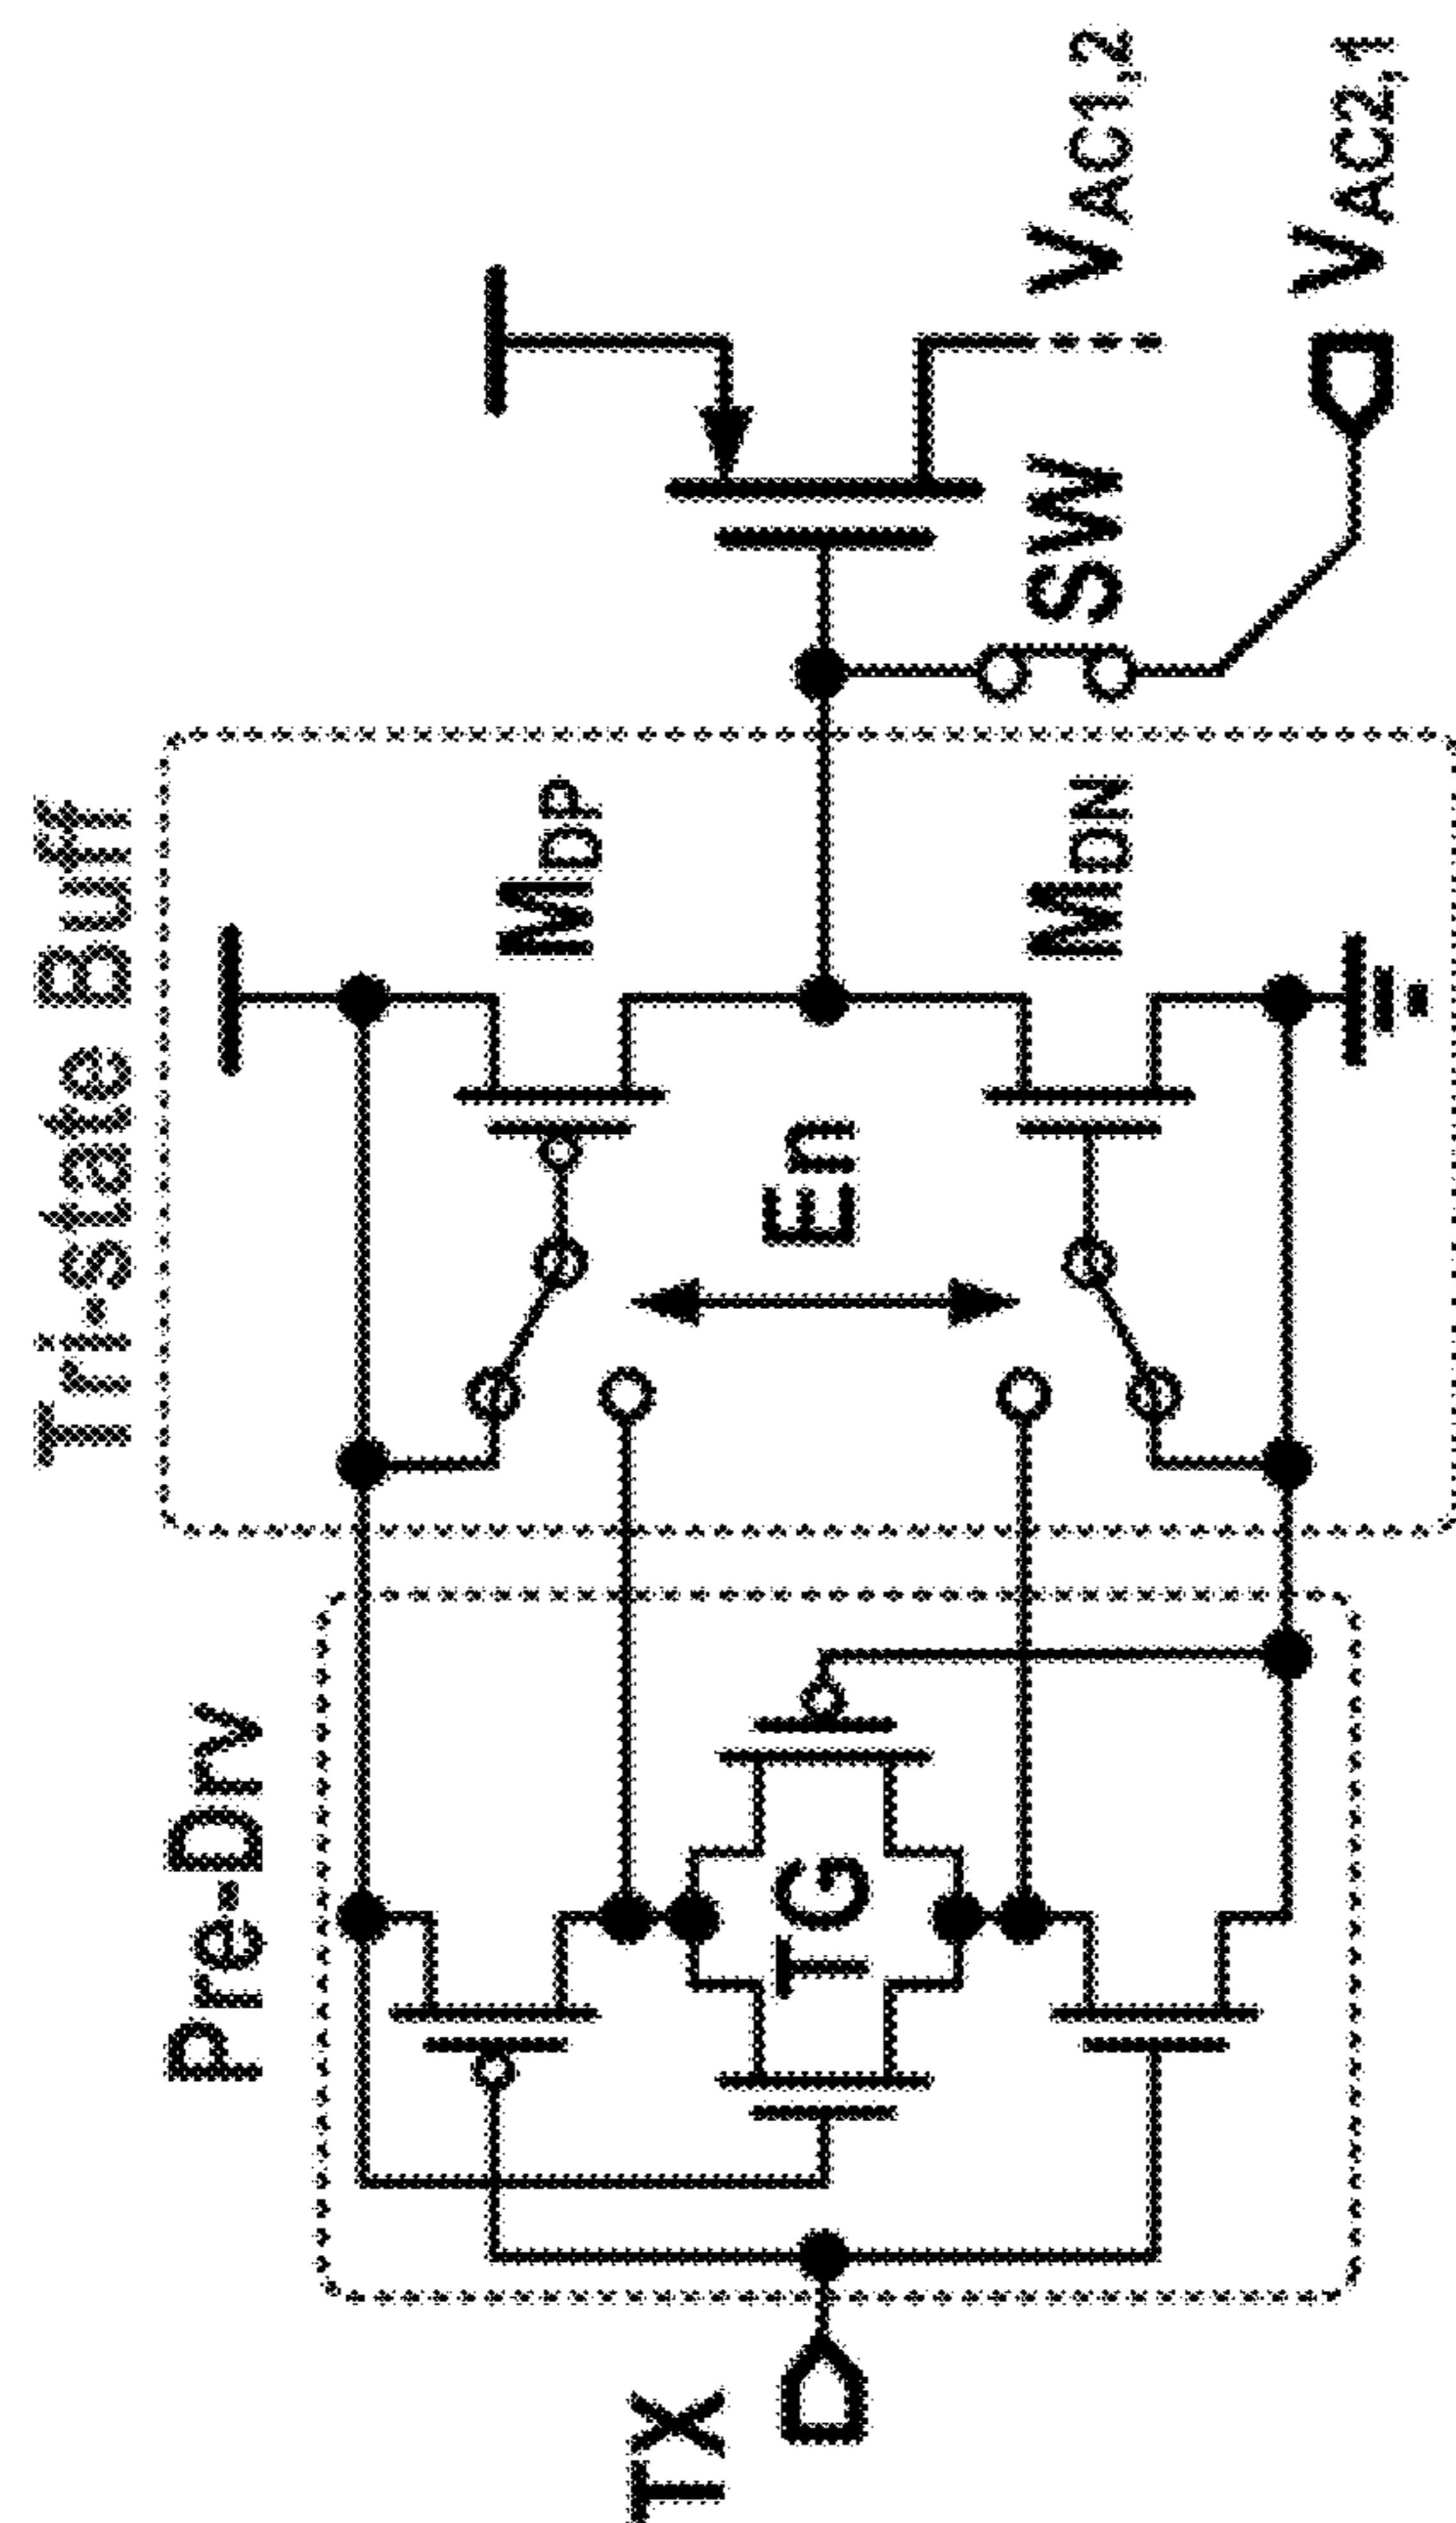 Tri-state Buff
Pre-Drv
TX
TG
En
MDP
MDN
SW
VAC1,2
VAC2,1